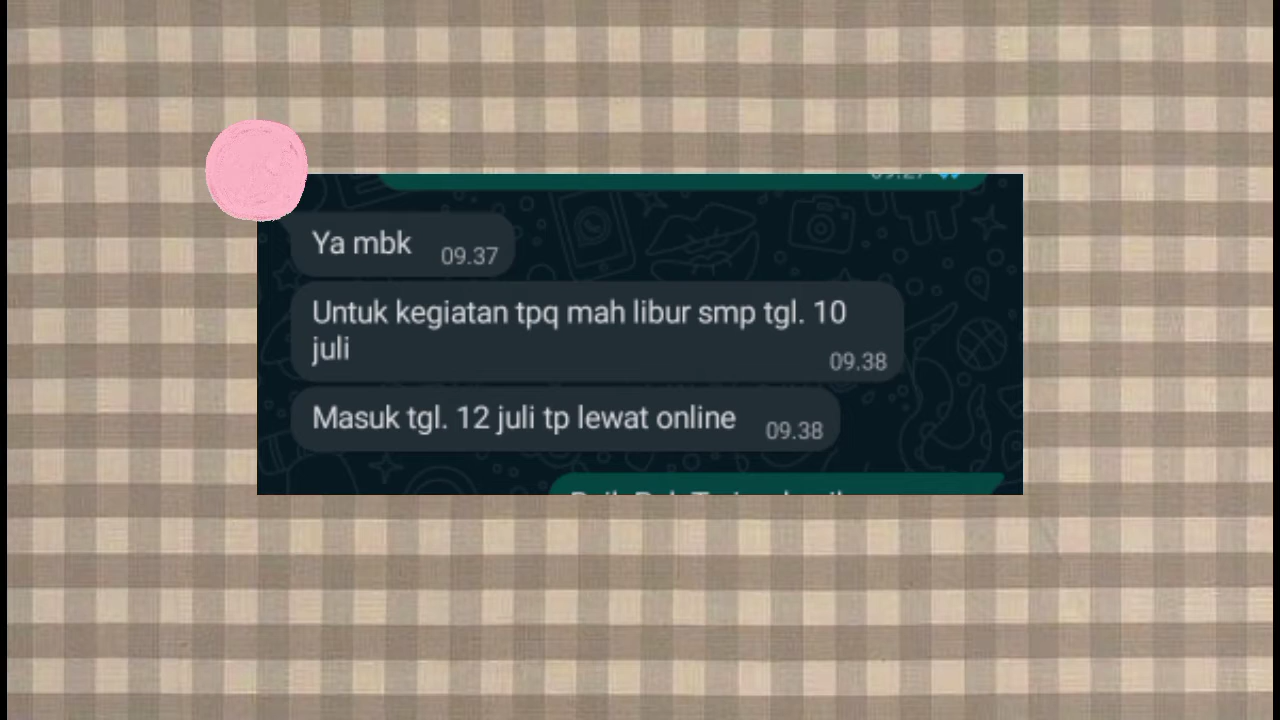 Ya mbk 09.37
Untuk kegiatan tpq mah libur smp tgl. 10
juli 09.38
Masuk tgl. 12 juli tp lewat online 09.38